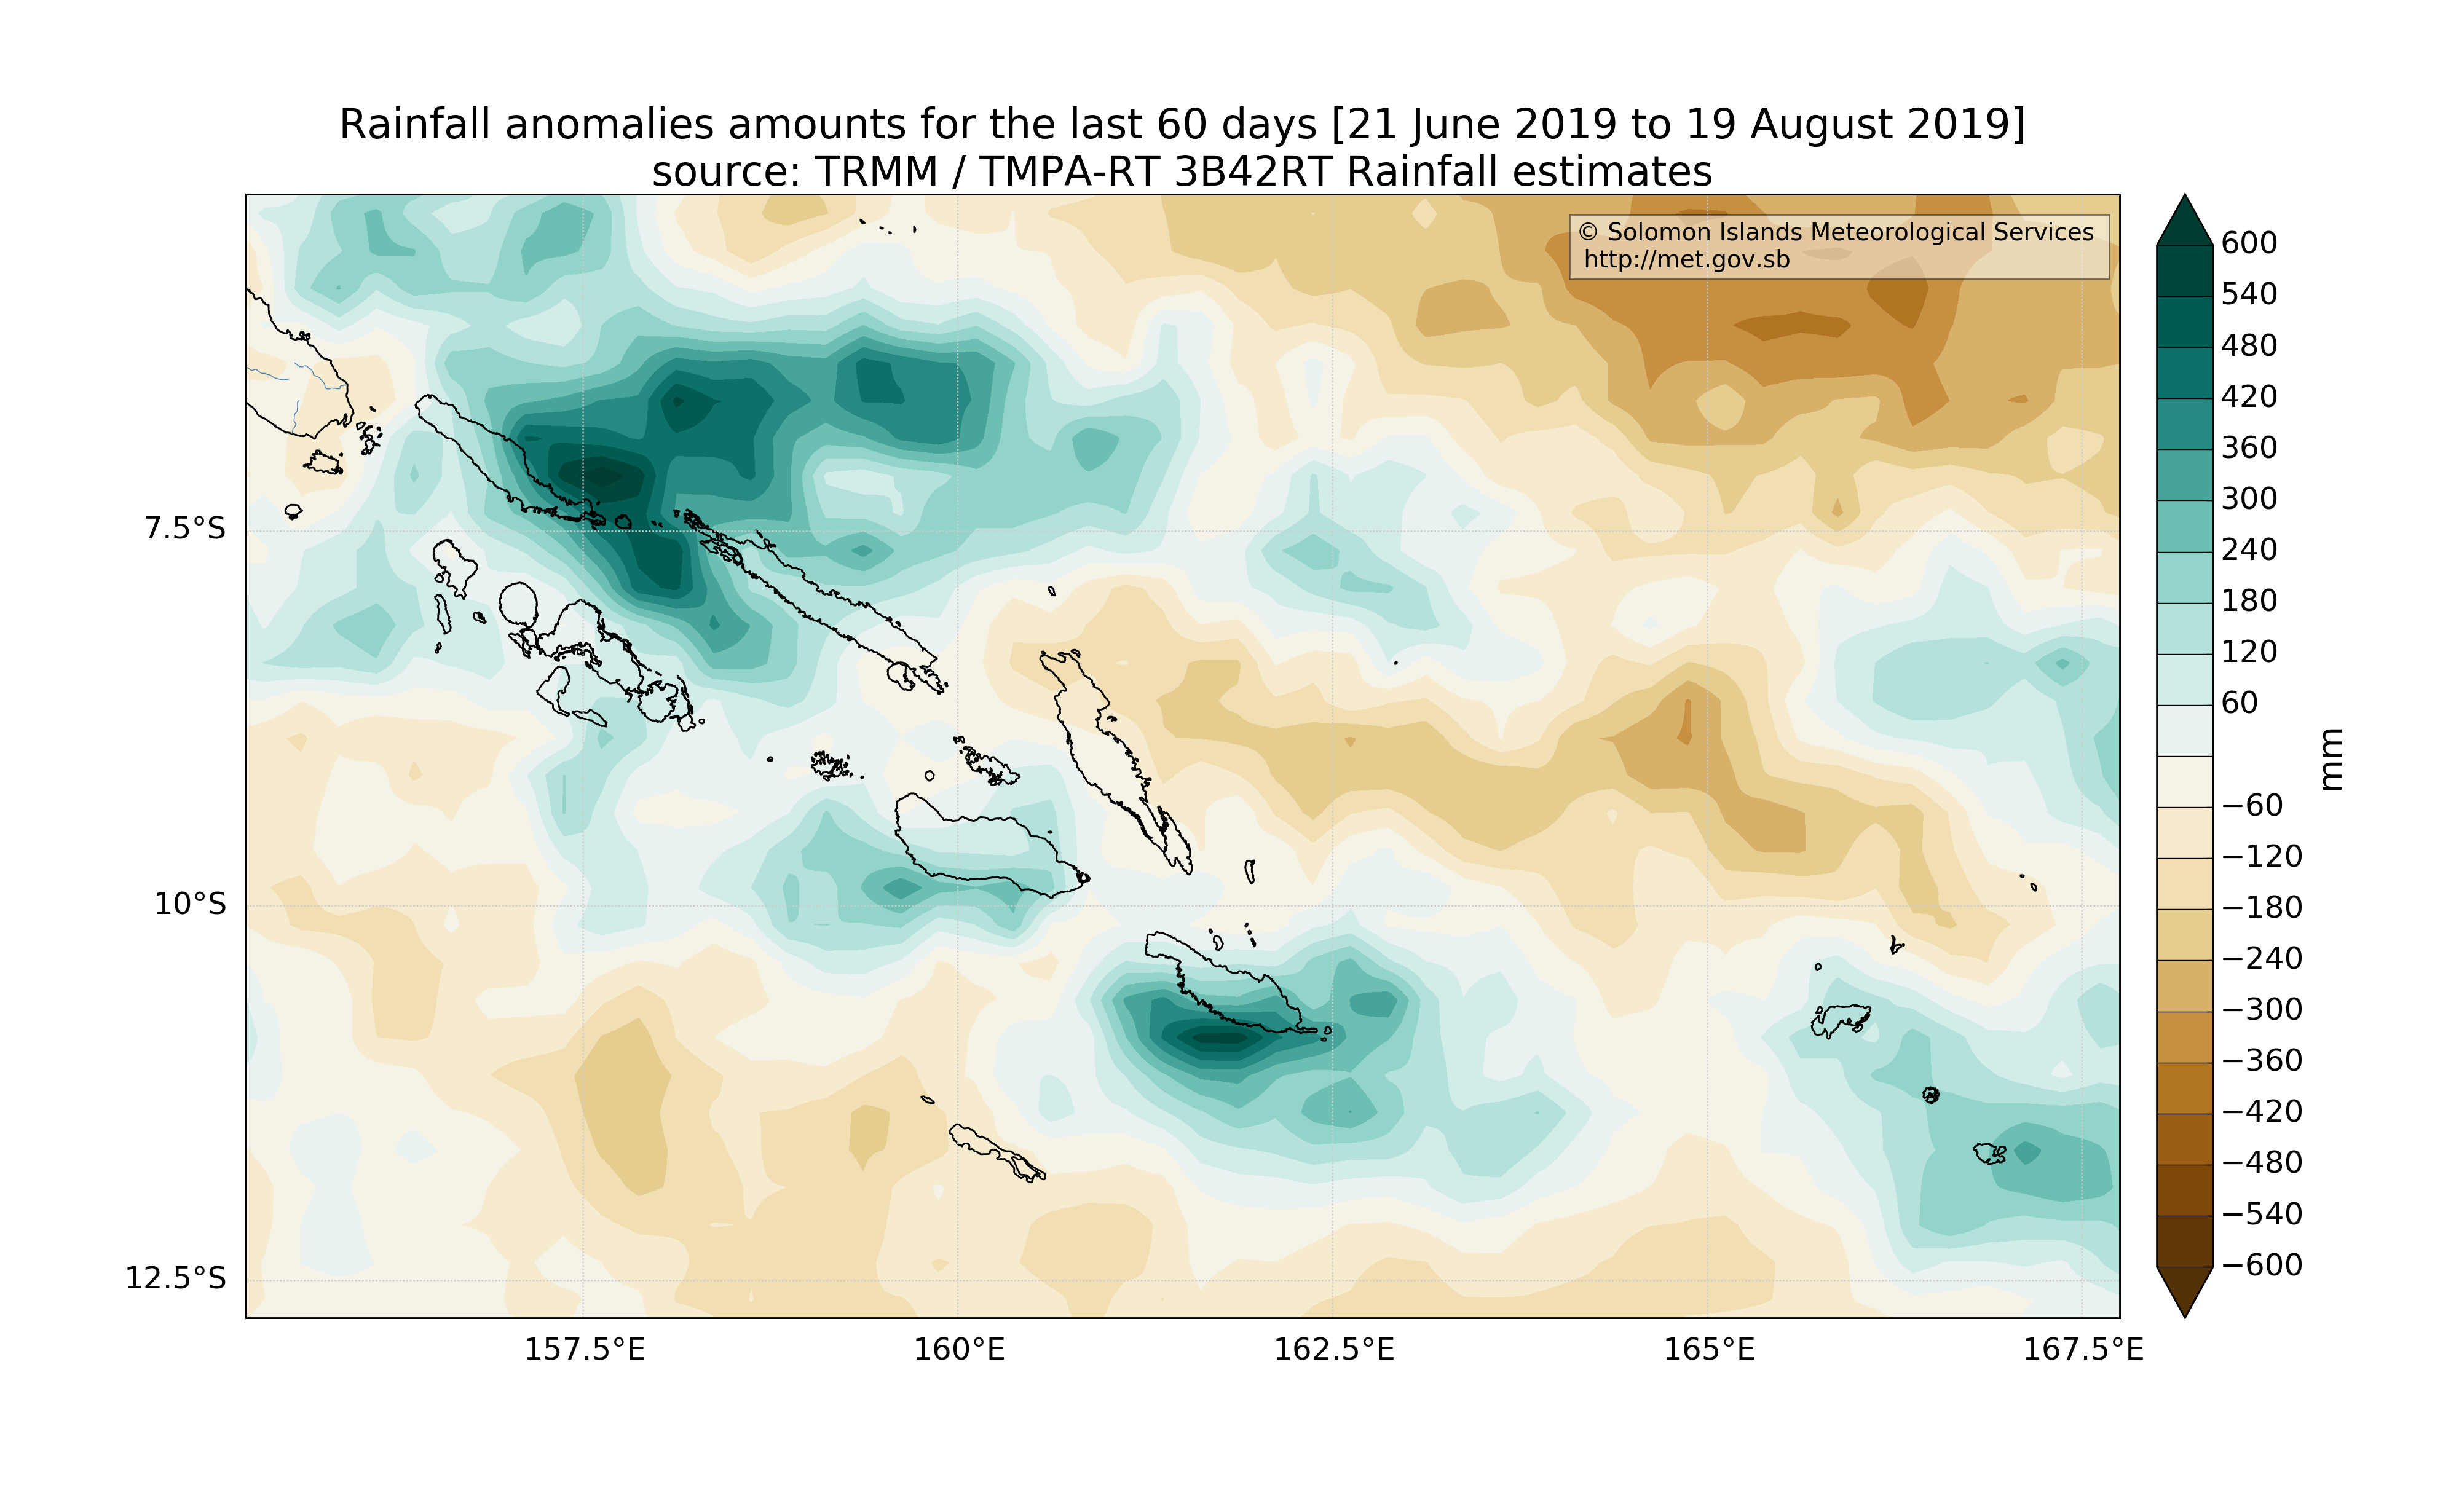 Rainfall anomalies amounts for the last 60 days [21 June 2019 to 19 August 2019]
source: TRMM / TMPA-RT 3B42RT Rainfall estimates
© Solomon Islands Meteorological Services
http://met.gov.sb
7.5°S
10°S
12.5°S
157.5°E
160°E
162.5°E
165°E
167.5°E
600
540
480
420
360
300
240
180
120
60
−60
−120
−180
−240
−300
−360
−420
−480
−540
−600
mm